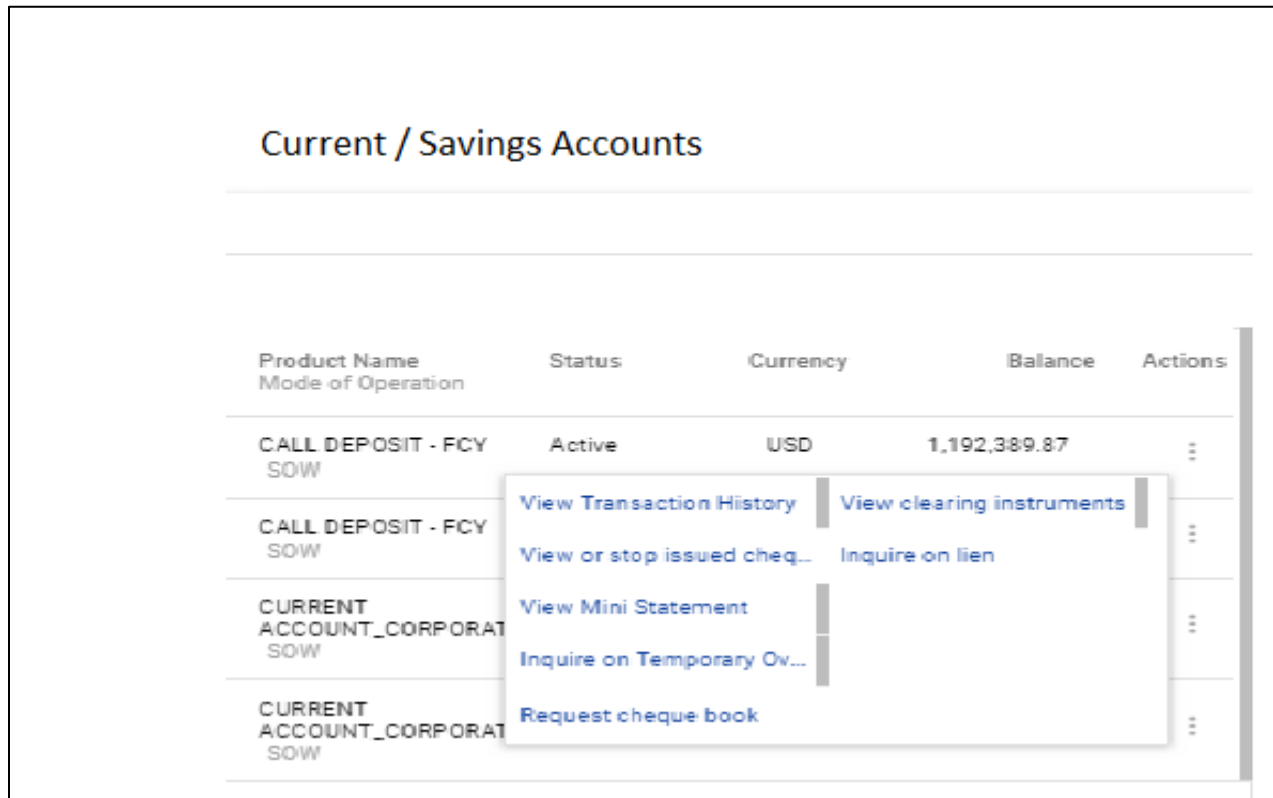 Current / Savings Accounts
Product Name Status Currency Balance Actions
Mode of Operation
CALL DEPOSIT - FCY Active USD 1,192,389.87
SOW
View Transaction History View clearing instruments
CALL DEPOSIT - FCY
SOW
View or stop issued cheq... Inquire on lien
CURRENT
ACCOUNT_CORPORAT
SOW
View Mini Statement
Inquire on Temporary Ov...
CURRENT
ACCOUNT_CORPORAT
SOW
Request cheque book